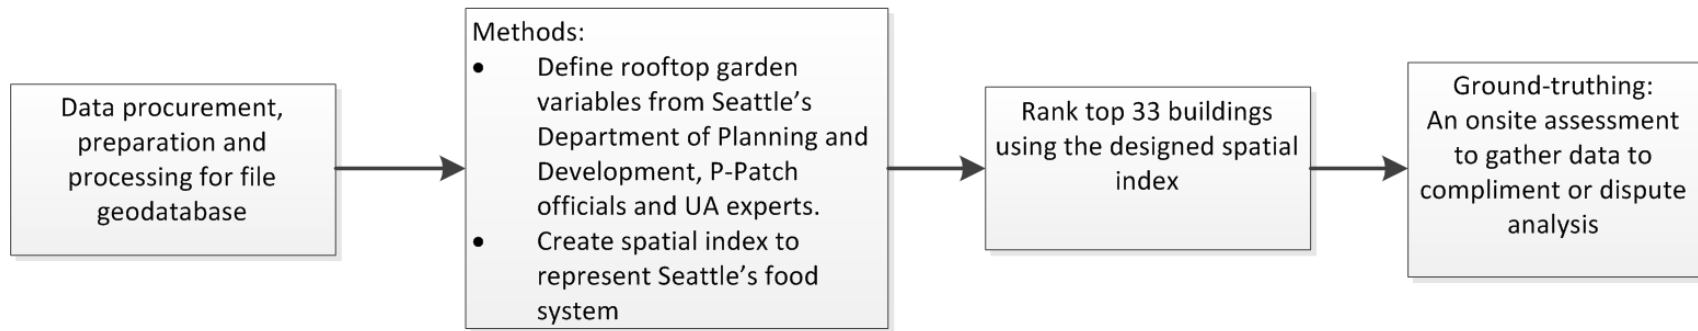 Data procurement,
preparation and
processing for file
geodatabase
Methods:
• Define rooftop garden
variables from Seattle’s
Department of Planning and
Development, P-Patch
officials and UA experts.
• Create spatial index to
represent Seattle’s food
system
Rank top 33 buildings
using the designed spatial
index
Ground-truthing:
An onsite assessment
to gather data to
compliment or dispute
analysis